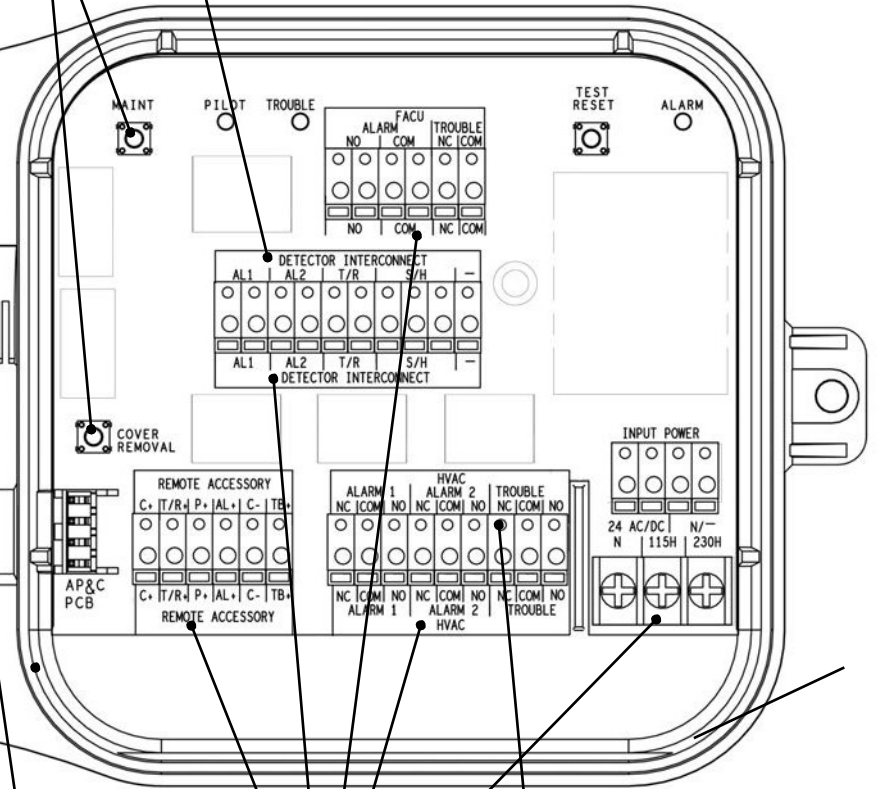 MAINT PILOT TROUBLE TEST RESET ALARM
FACU
ALARM TROUBLE
NO COM NC COM
NO COM NC COM
DETECTOR INTERCONNECT
AL1 AL2 T/R S/H —
AL1 AL2 T/R S/H —
DETECTOR INTERCONNECT
COVER
REMOVAL
INPUT POWER
24 AC/DC N/—
N 115H 230H
REMOTE ACCESSORY
C+ T/R+ P+ AL+ C- TB+
C+ T/R+ P+ AL+ C- TB+
REMOTE ACCESSORY
HVAC
ALARM 1 ALARM 2 TROUBLE
NC COM NO NC COM NO NC COM NO
NC COM NO NC COM NO NC COM NO
ALARM 1 ALARM 2 TROUBLE
HVAC
AP&C
PCB